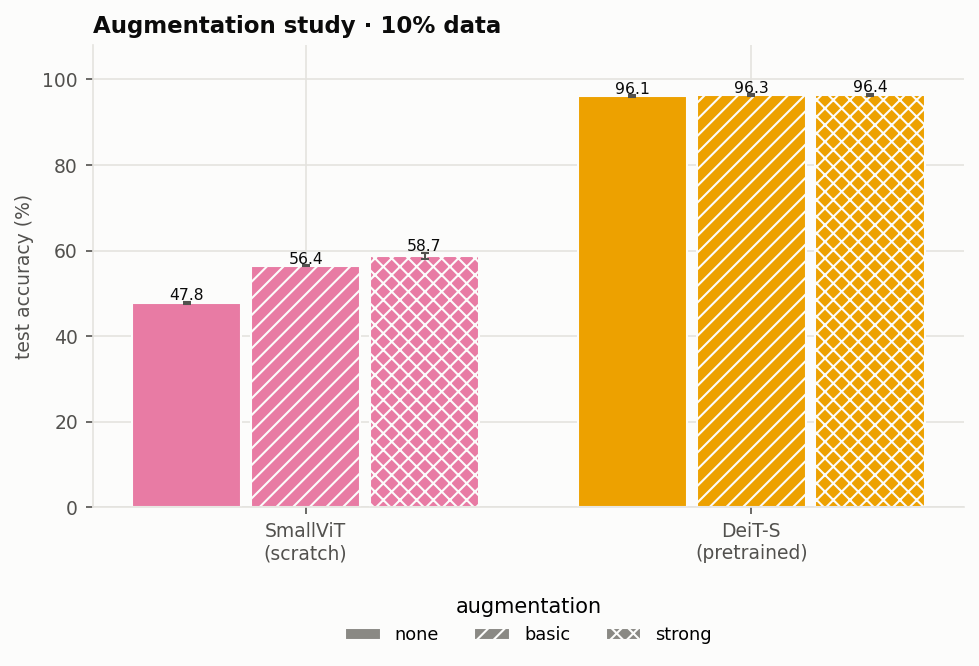 Augmentation study · 10% data
test accuracy (%)
100
80
60
40
20
0
47.8
56.4
58.7
96.1
96.3
96.4
SmallViT
(scratch)
DeiT-S
(pretrained)
augmentation
none
basic
strong